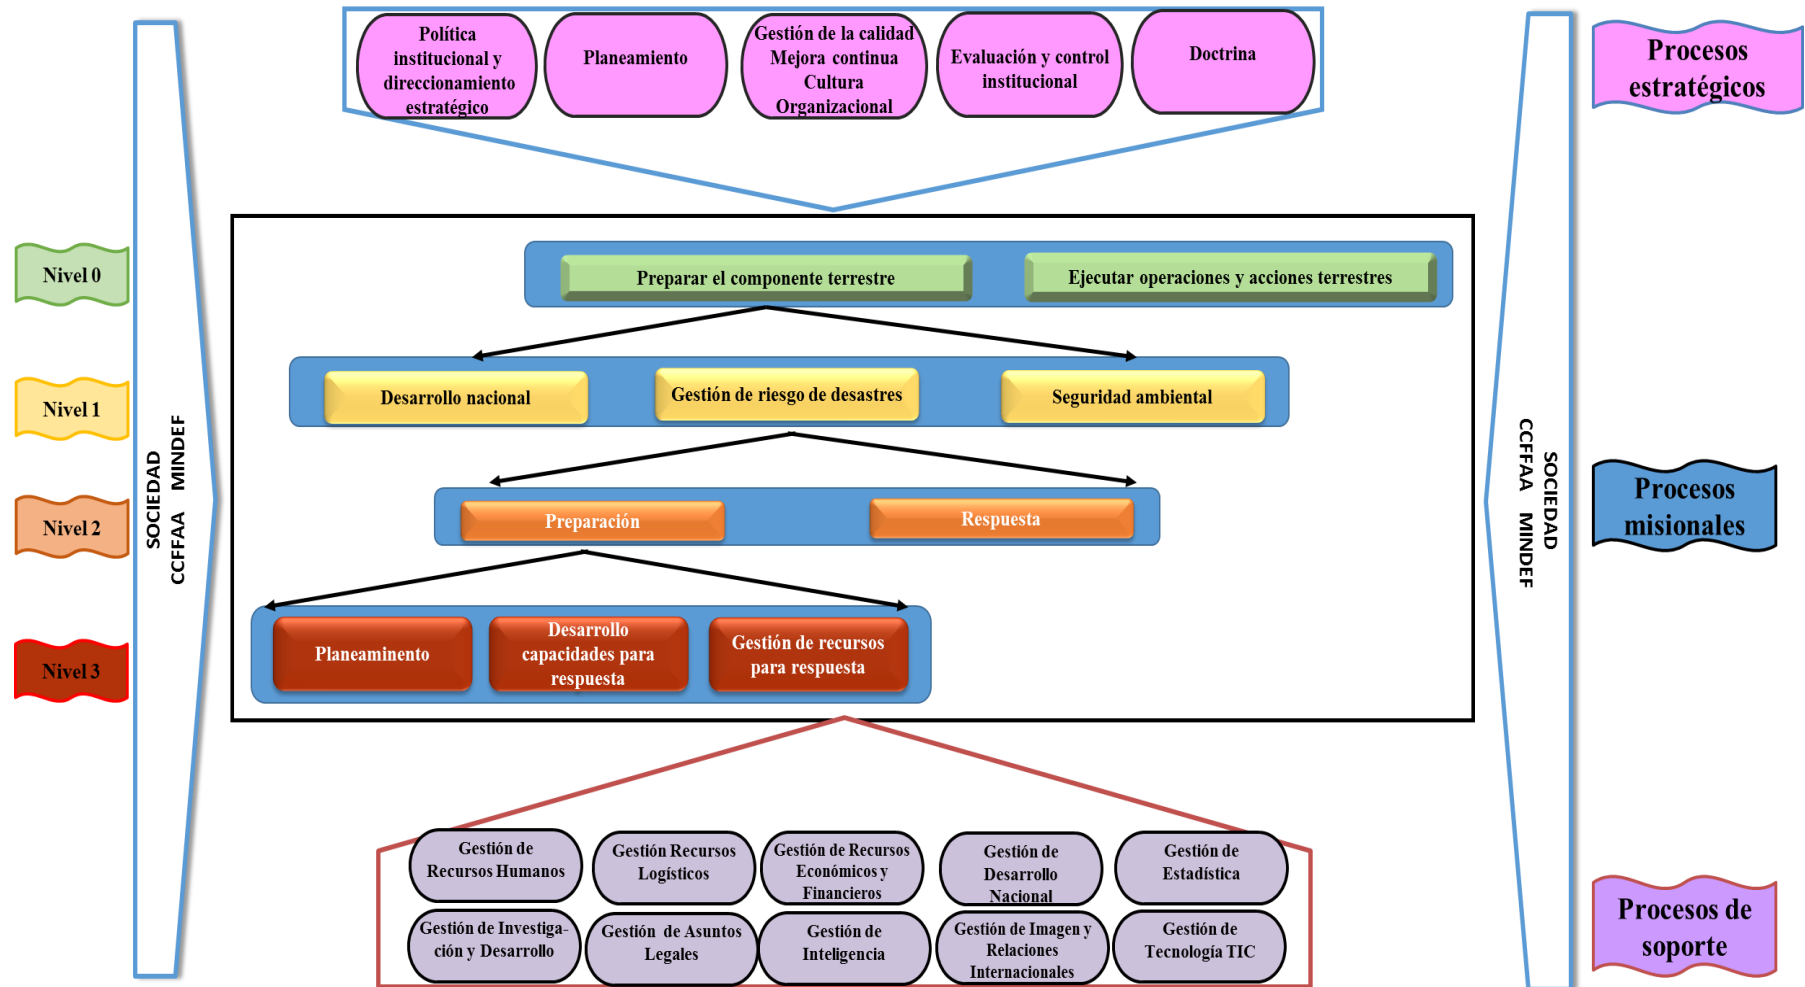 Política
institucional y
direccionamiento
estratégico
Planeamiento
Gestión de la calidad
Mejora continua
Cultura
Organizacional
Evaluación y control
institucional
Doctrina
Procesos
estratégicos
Nivel 0
Preparar el componente terrestre
Ejecutar operaciones y acciones terrestres
Nivel 1
Desarrollo nacional
Gestión de riesgo de desastres
Seguridad ambiental
SOCIEDAD
CCFFAA MINDEF
SOCIEDAD
CCFFAA MINDEF
Nivel 2
Preparación
Respuesta
Procesos
misionales
Nivel 3
Planeaminento
Desarrollo
capacidades para
respuesta
Gestión de recursos
para respuesta
Gestión de
Recursos Humanos
Gestión Recursos
Logísticos
Gestión de Recursos
Económicos y
Financieros
Gestión de
Desarrollo
Nacional
Gestión de
Estadística
Gestión de Investiga-
ción y Desarrollo
Gestión de Asuntos
Legales
Gestión de
Inteligencia
Gestión de Imagen y
Relaciones
Internacionales
Gestión de
Tecnología TIC
Procesos de
soporte